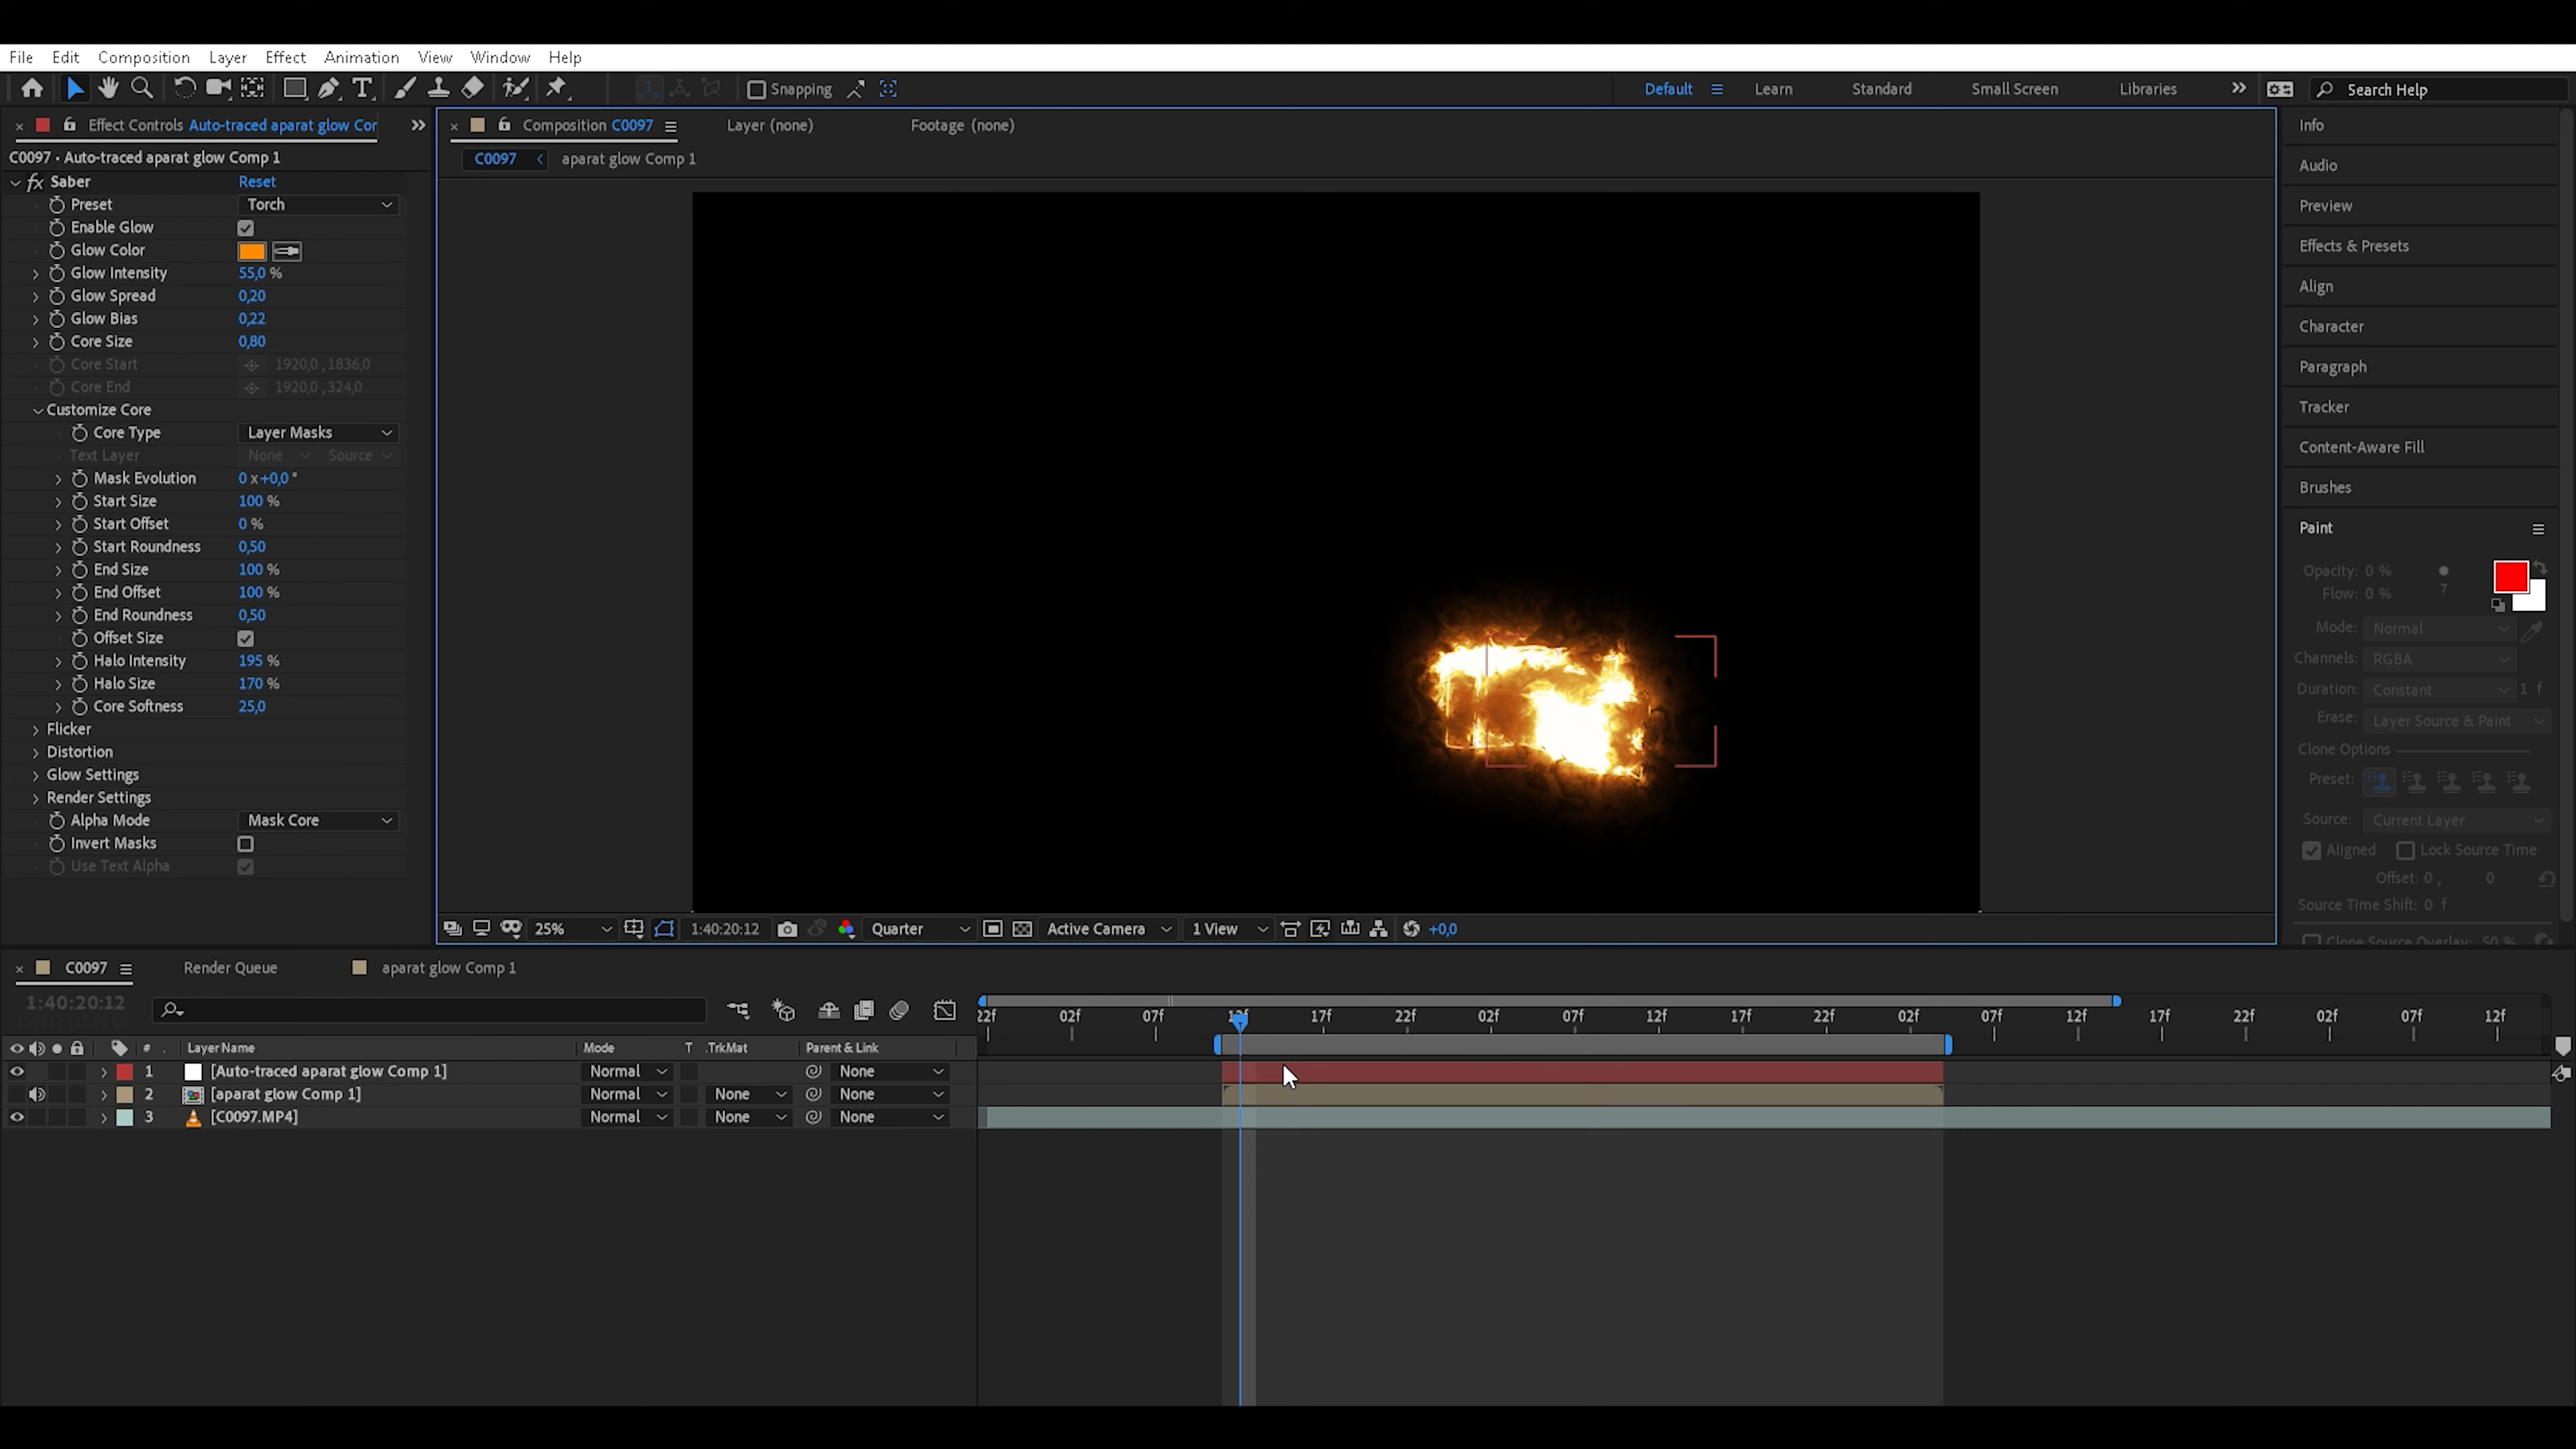 File Edit Composition Layer Effect Animation View Window Help
Snapping Default Learn Standard Small Screen Libraries Search Help
Effect Controls Auto-traced aparat glow Cor
C0097 • Auto-traced aparat glow Comp 1
fx Saber Reset
Preset Torch
Enable Glow
Glow Color
Glow Intensity 55,0 %
Glow Spread 0,20
Glow Bias 0,22
Core Size 0,80
Core Start 1920,0 ,1836,0
Core End 1920,0 ,324,0
Customize Core
Core Type Layer Masks
Text Layer None Source
Mask Evolution 0 x+0,0 °
Start Size 100 %
Start Offset 0 %
Start Roundness 0,50
End Size 100 %
End Offset 100 %
End Roundness 0,50
Offset Size
Halo Intensity 195 %
Halo Size 170 %
Core Softness 25,0
Flicker
Distortion
Glow Settings
Render Settings
Alpha Mode Mask Core
Invert Masks
Use Text Alpha
Composition C0097 Layer (none) Footage (none)
C0097 aparat glow Comp 1
25% 1:40:20:12 Quarter Active Camera 1 View +0,0
Info
Audio
Preview
Effects & Presets
Align
Character
Paragraph
Tracker
Content-Aware Fill
Brushes
Paint
Opacity: 0 %
Flow: 0 % 7
Mode: Normal
Channels: RGBA
Duration: Constant 1 f
Erase: Layer Source & Paint
Clone Options
Preset:
Source: Current Layer
Aligned Lock Source Time
Offset: 0 , 0
Source Time Shift: 0 f
Clone Source Overlay: 50 %
C0097 Render Queue aparat glow Comp 1
1:40:20:12
22f 02f 07f 12f 17f 22f 02f 07f 12f 17f 22f 02f 07f 12f 17f 22f 02f 07f 12f
# Layer Name Mode T .TrkMat Parent & Link
1 [Auto-traced aparat glow Comp 1] Normal None
2 [aparat glow Comp 1] Normal None None
3 [C0097.MP4] Normal None None